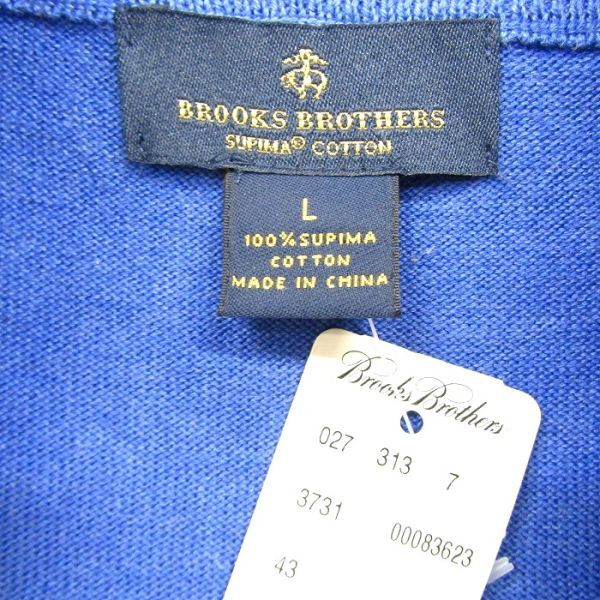 BROOKS BROTHERS
SUPIMA® COTTON
L
100% SUPIMA
COTTON
MADE IN CHINA
Brooks Brothers
027 313 7
3731 00083623
43